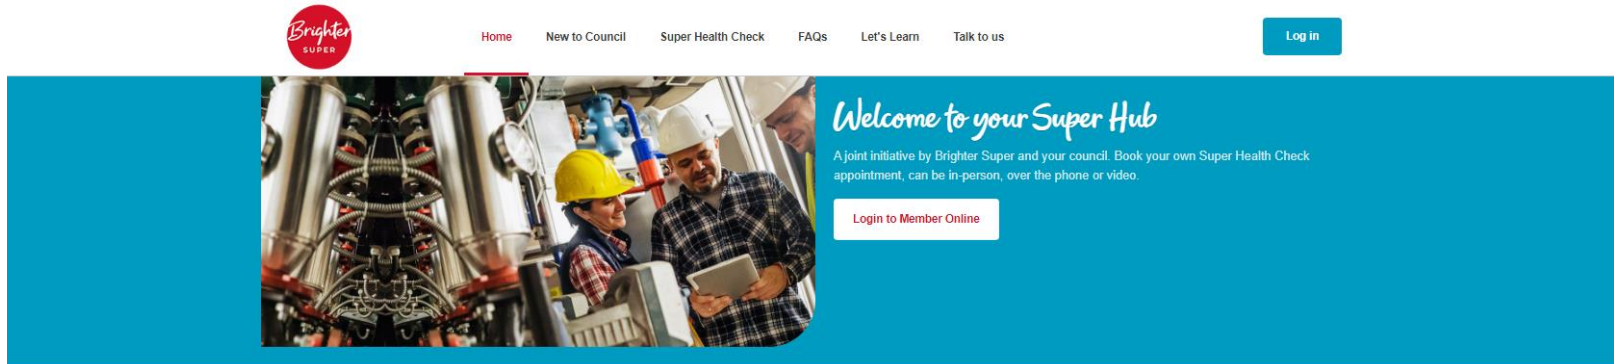 Brighter
SUPER
Home
New to Council
Super Health Check
FAQs
Let's Learn
Talk to us
Log in
Welcome to your Super Hub
A joint initiative by Brighter Super and your council. Book your own Super Health Check
appointment, can be in-person, over the phone or video.
Login to Member Online